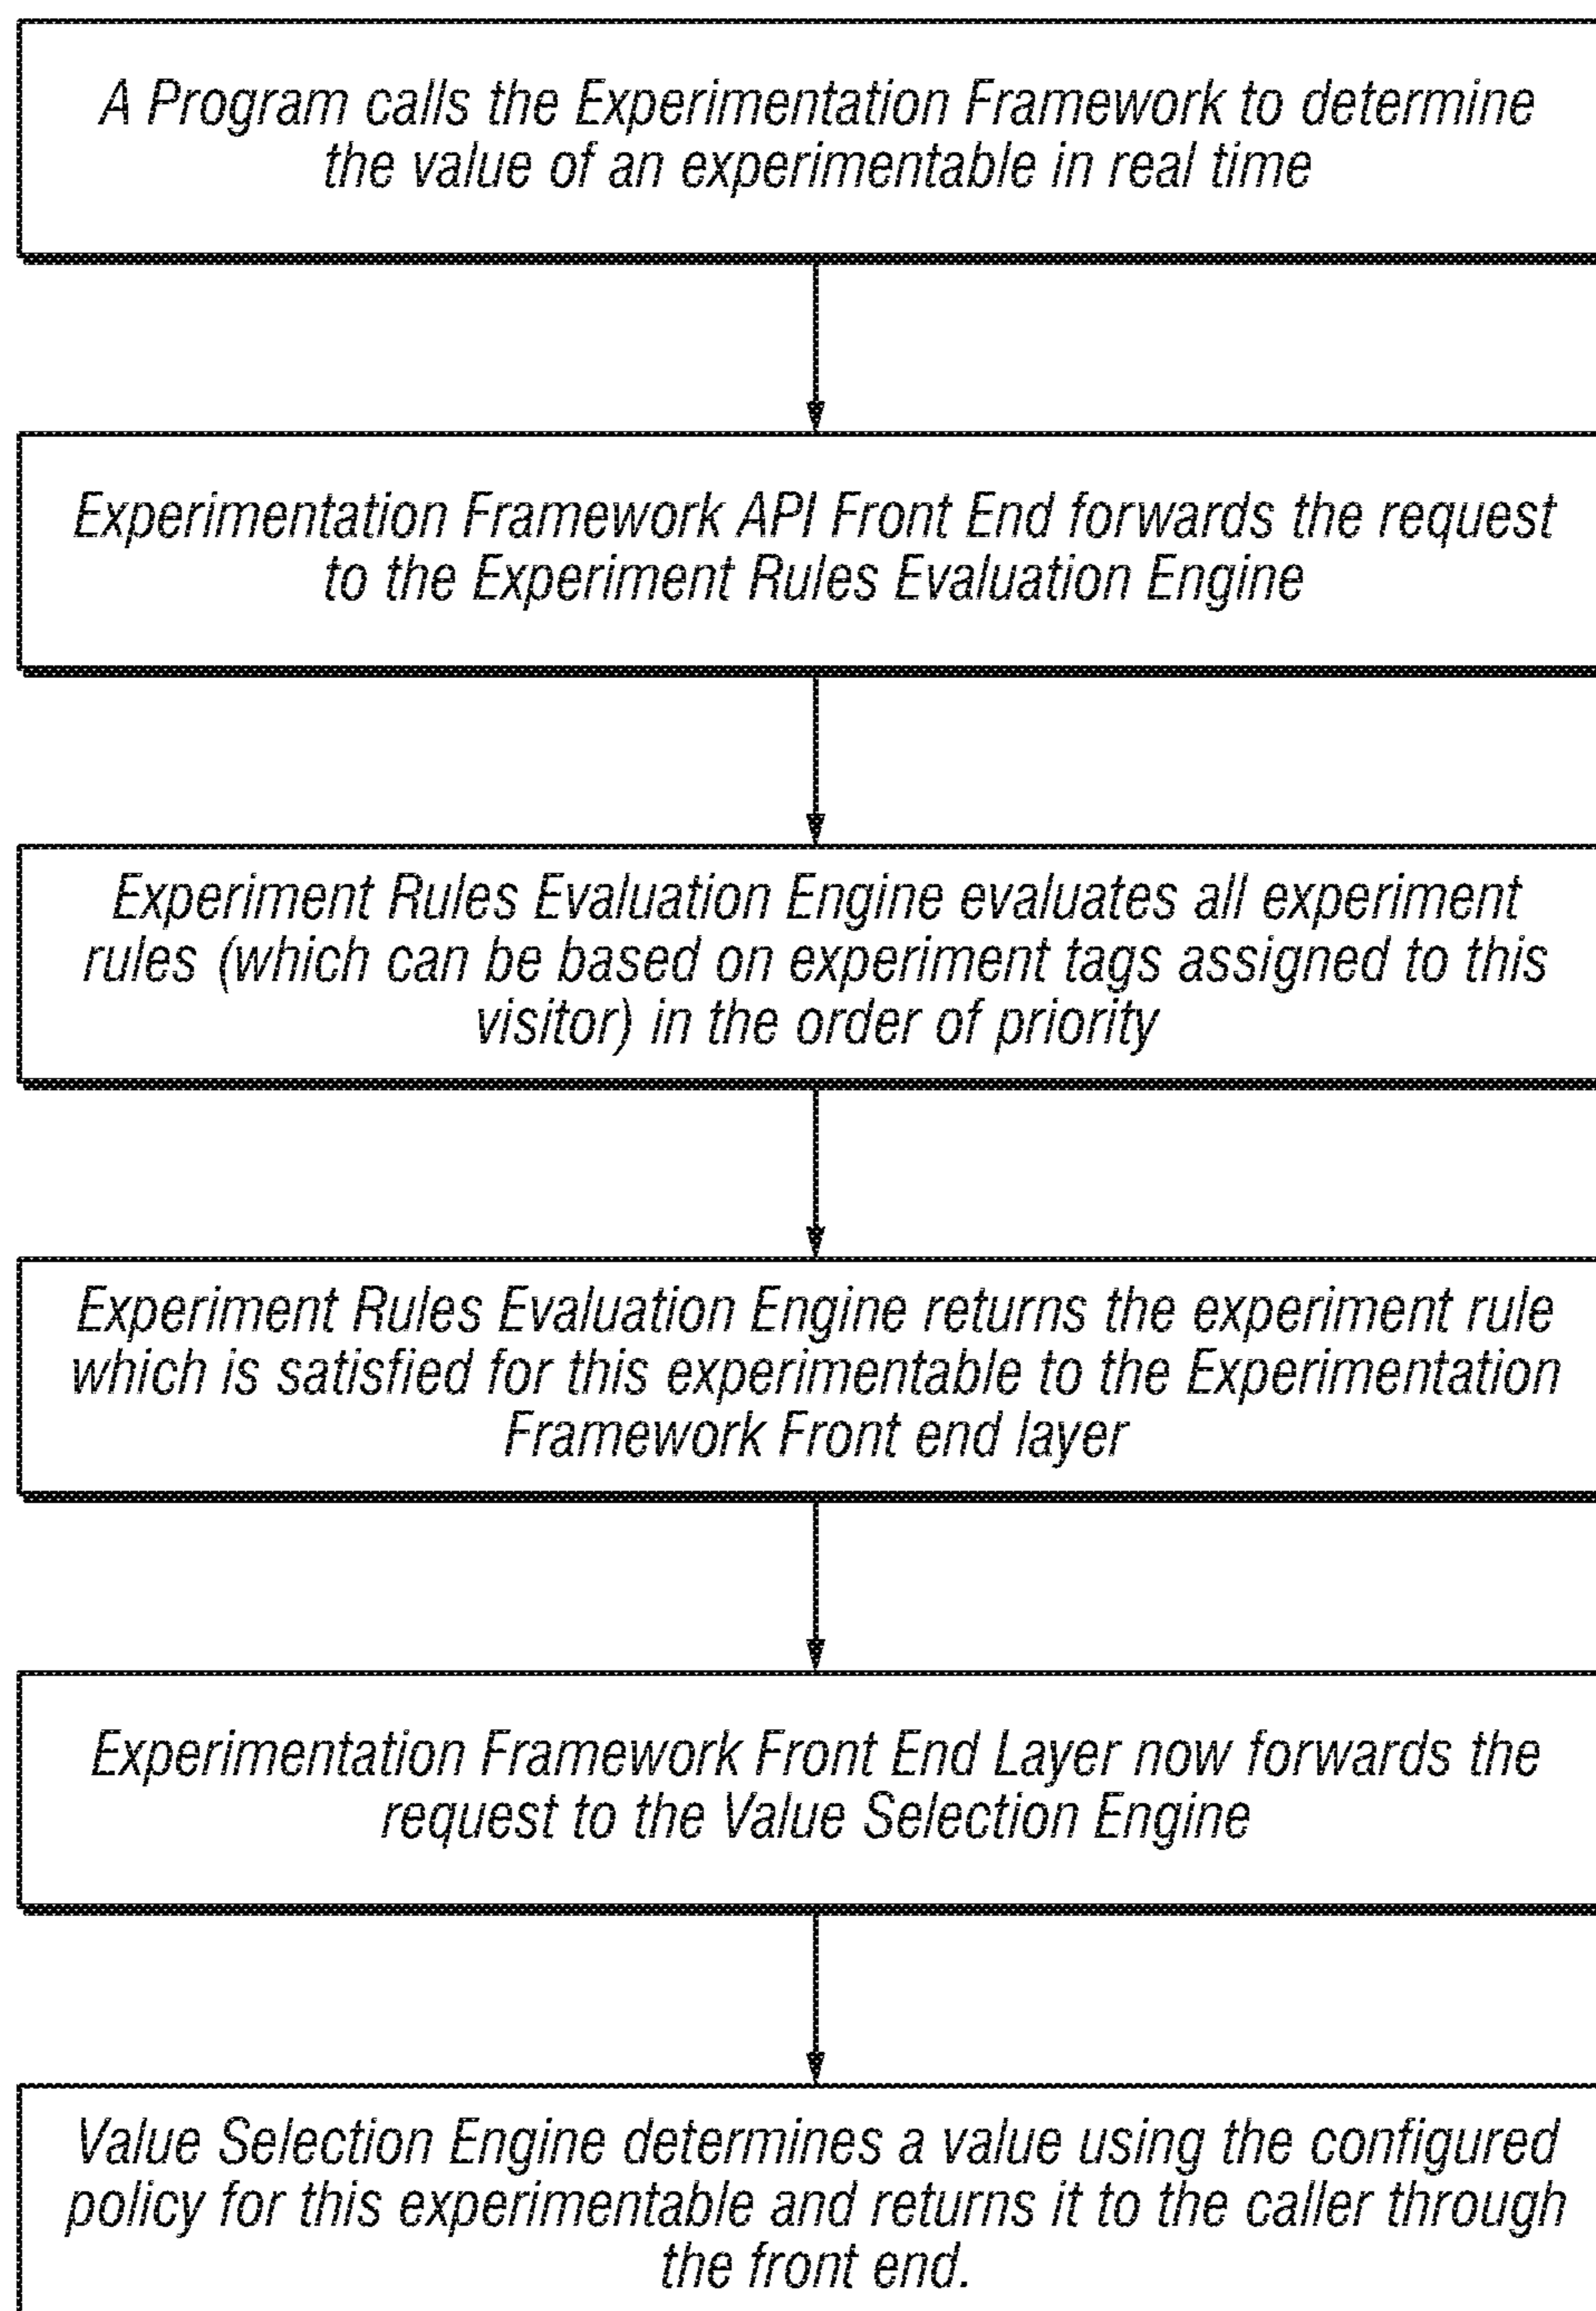 A Program calls the Experimentation Framework to determine
the value of an experimentable in real time
Experimentation Framework API Front End forwards the request
to the Experiment Rules Evaluation Engine
Experiment Rules Evaluation Engine evaluates all experiment
rules (which can be based on experiment tags assigned to this
visitor) in the order of priority
Experiment Rules Evaluation Engine returns the experiment rule
which is satisfied for this experimentable to the Experimentation
Framework Front end layer
Experimentation Framework Front End Layer now forwards the
request to the Value Selection Engine
Value Selection Engine determines a value using the configured
policy for this experimentable and returns it to the caller through
the front end.